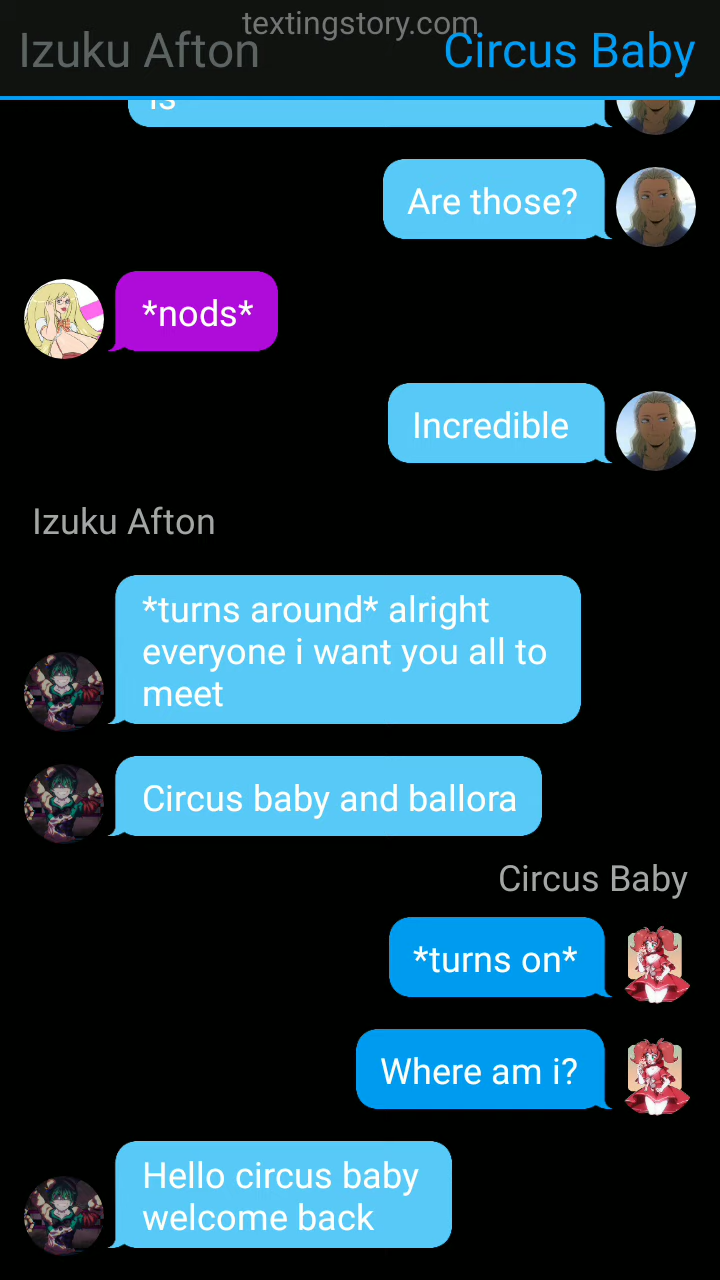 textingstory.com
Izuku Afton
Circus Baby
is
Are those?
*nods*
Incredible
Izuku Afton
*turns around* alright
everyone i want you all to
meet
Circus baby and ballora
Circus Baby
*turns on*
Where am i?
Hello circus baby
welcome back